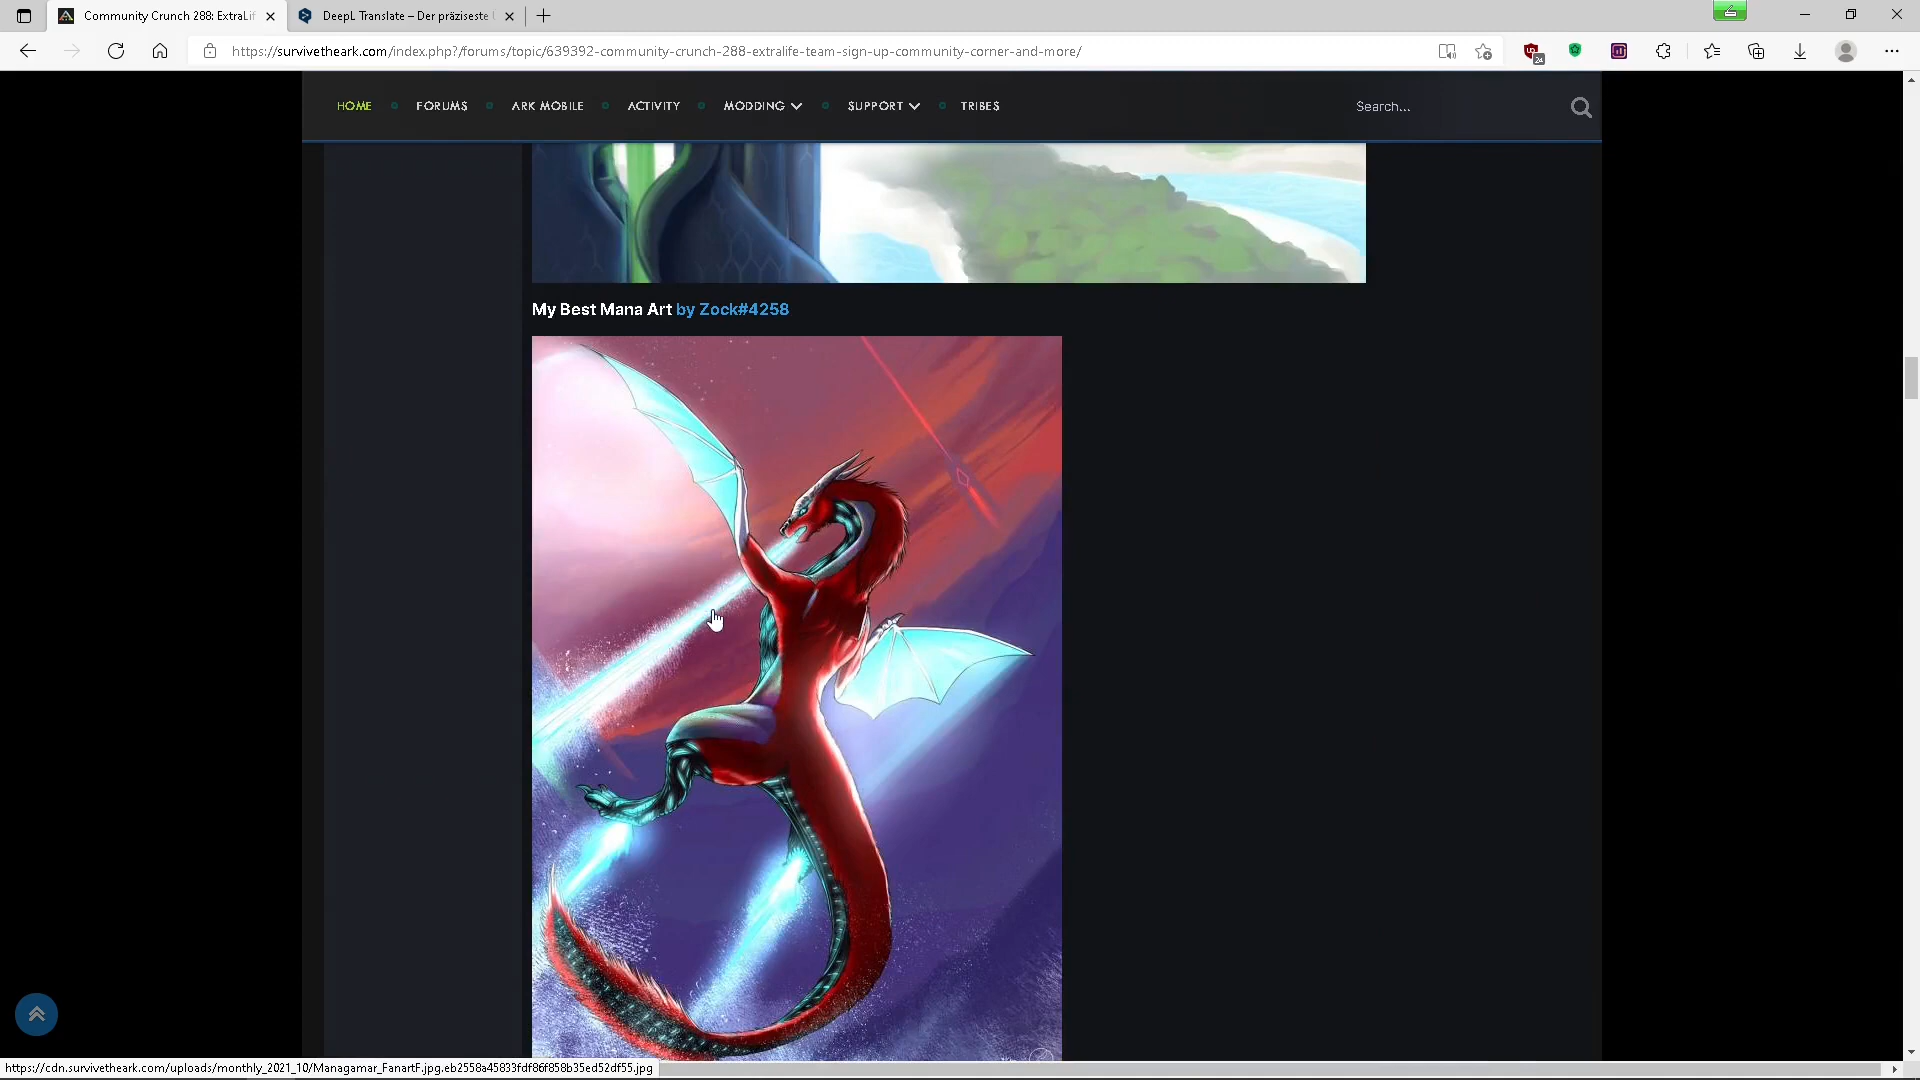 Community Crunch 288: ExtraLif
DeepL Translate – Der präziseste
https://survivetheark.com/index.php?/forums/topic/639392-community-crunch-288-extralife-team-sign-up-community-corner-and-more/
24
HOME
FORUMS
ARK MOBILE
ACTIVITY
MODDING
SUPPORT
TRIBES
Search...
My Best Mana Art by Zock#4258
https://cdn.survivetheark.com/uploads/monthly_2021_10/Managamar_FanartF.jpg.eb2558a45833fdf86f858b35ed52df55.jpg